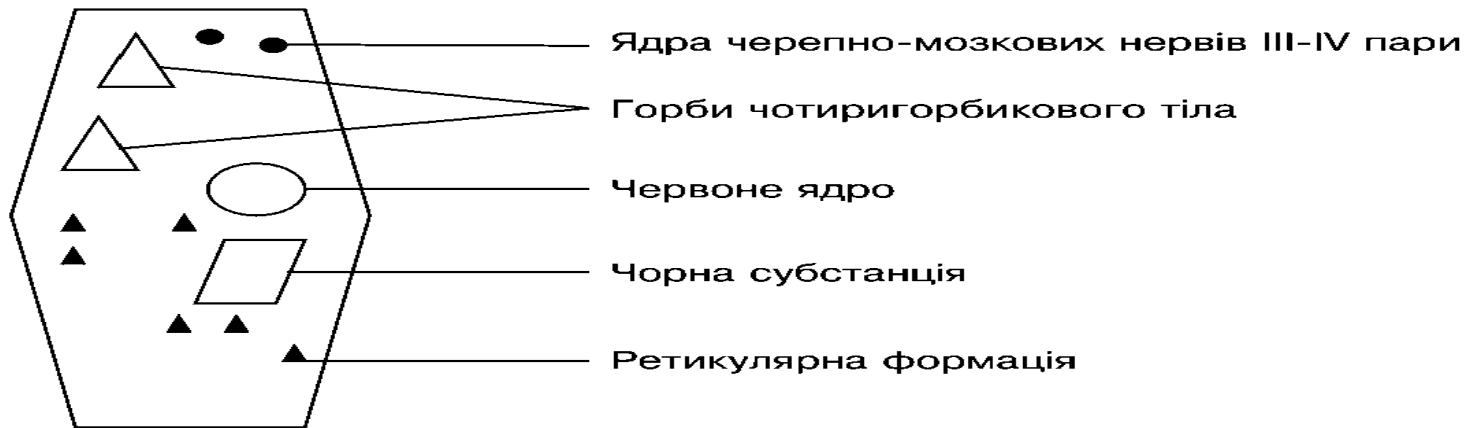 Ядра черепно-мозкових нервів III-IV пари
Горби чотиригорбикового тіла
Червоне ядро
Чорна субстанція
Ретикулярна формація